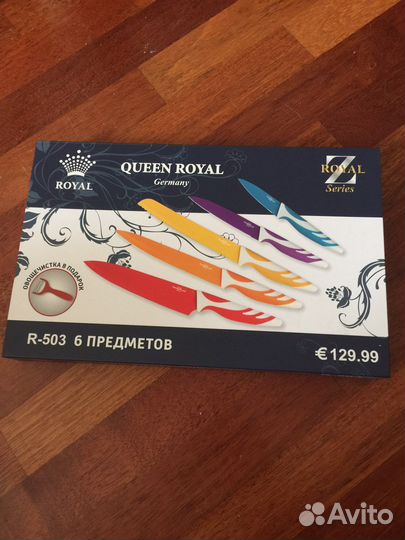 ROYAL
QUEEN ROYAL
Germany
Z
ROYAL
Series
ОВОЩЕЧИСТКА В ПОДАРОК
R-503 6 ПРЕДМЕТОВ
€129.99
Avito